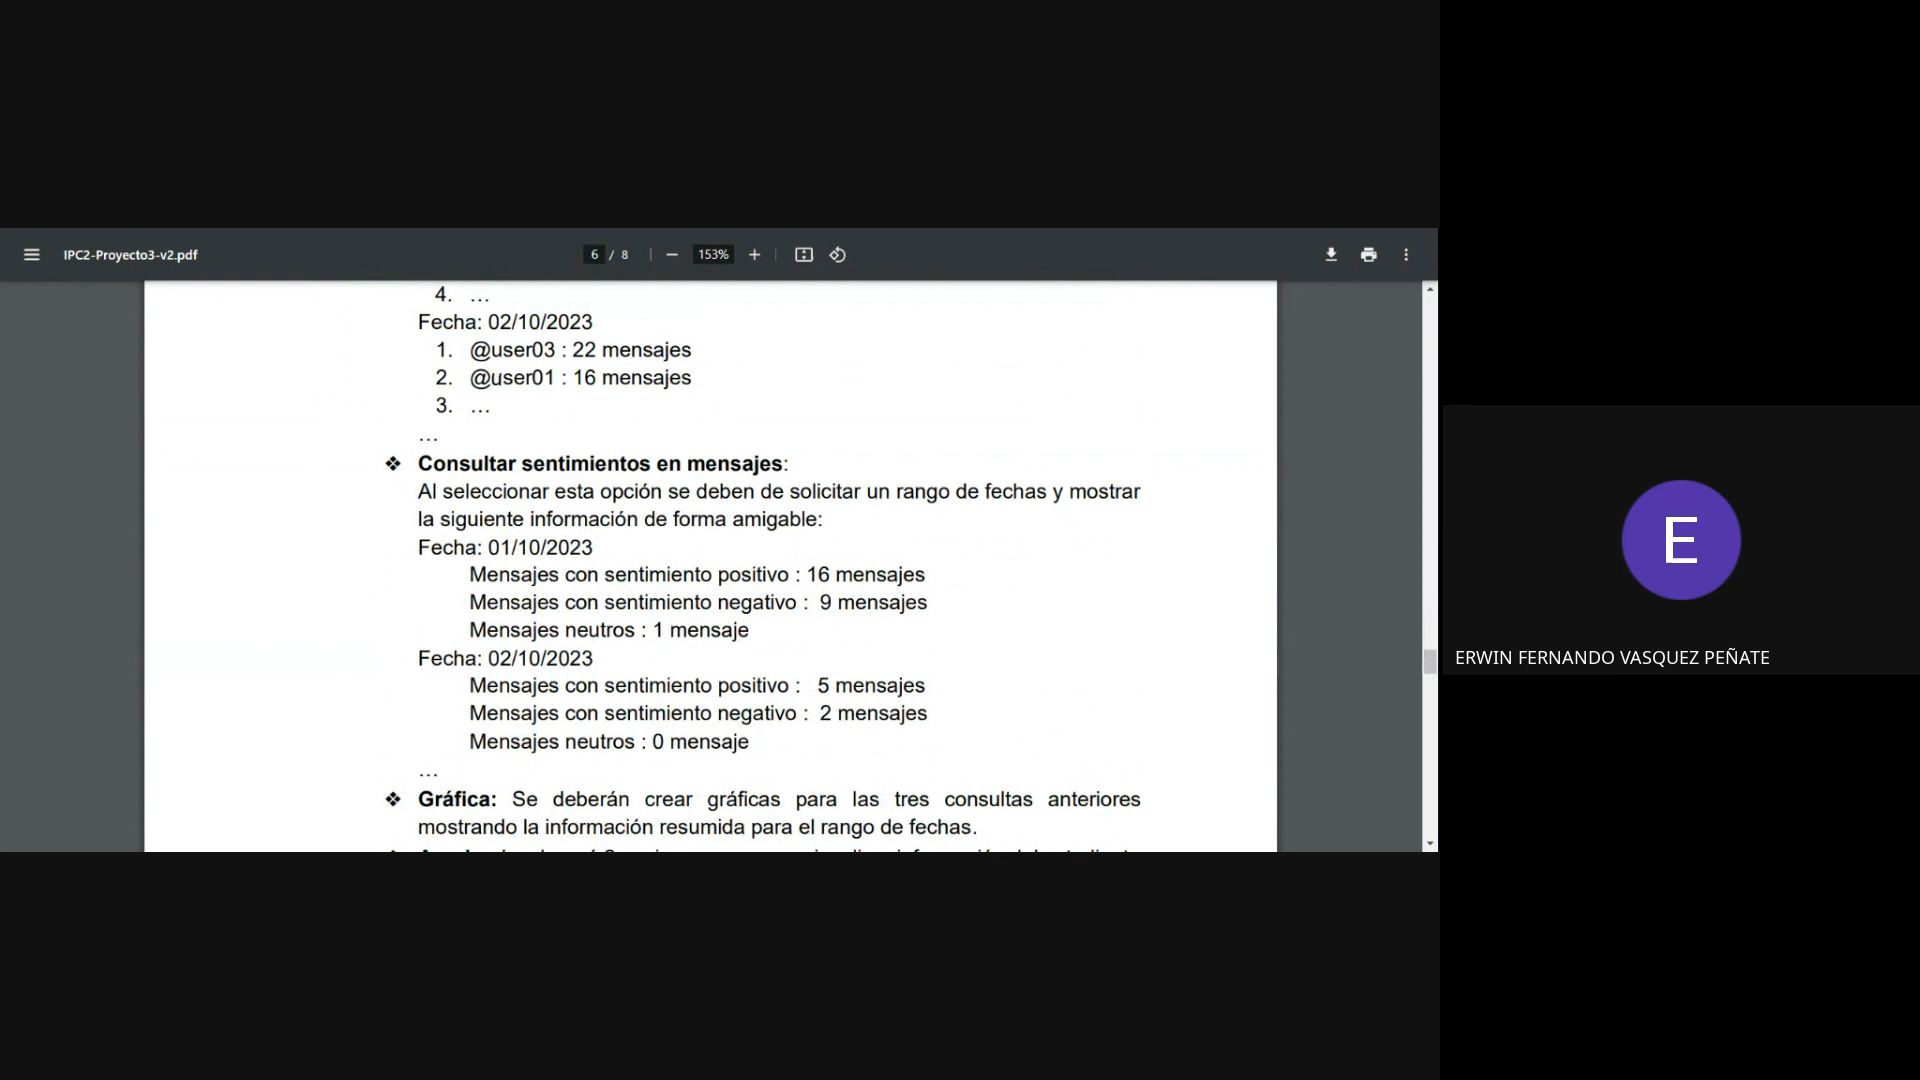 IPC2-Proyecto3-v2.pdf
6 / 8
153%
4. ...
Fecha: 02/10/2023
1. @user03 : 22 mensajes
2. @user01 : 16 mensajes
3. ...
...
❖ Consultar sentimientos en mensajes:
Al seleccionar esta opción se deben de solicitar un rango de fechas y mostrar
la siguiente información de forma amigable:
Fecha: 01/10/2023
Mensajes con sentimiento positivo : 16 mensajes
Mensajes con sentimiento negativo : 9 mensajes
Mensajes neutros : 1 mensaje
Fecha: 02/10/2023
Mensajes con sentimiento positivo : 5 mensajes
Mensajes con sentimiento negativo : 2 mensajes
Mensajes neutros : 0 mensaje
...
❖ Gráfica: Se deberán crear gráficas para las tres consultas anteriores
mostrando la información resumida para el rango de fechas.
E
ERWIN FERNANDO VASQUEZ PEÑATE